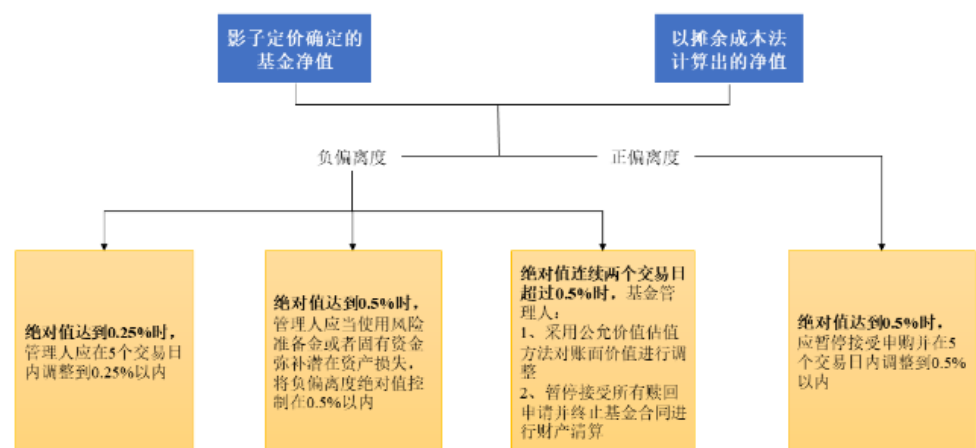 影子定价确定的
基金净值
以摊余成本法
计算出的净值
负偏离度
正偏离度
绝对值达到0.25%时，
管理人应在5个交易日
内调整到0.25%以内
绝对值达到0.5%时，
管理人应当使用风险
准备金或者固有资金
弥补潜在资产损失，
将负偏离度绝对值控
制在0.5%以内
绝对值连续两个交易日
超过0.5%时，基金管
理人：
1、采用公允价值估值
方法对账面价值进行调
整
2、暂停接受所有赎回
申请并终止基金合同进
行财产清算
绝对值达到0.5%时，
应暂停接受申购并在5
个交易日内调整到0.5%
以内